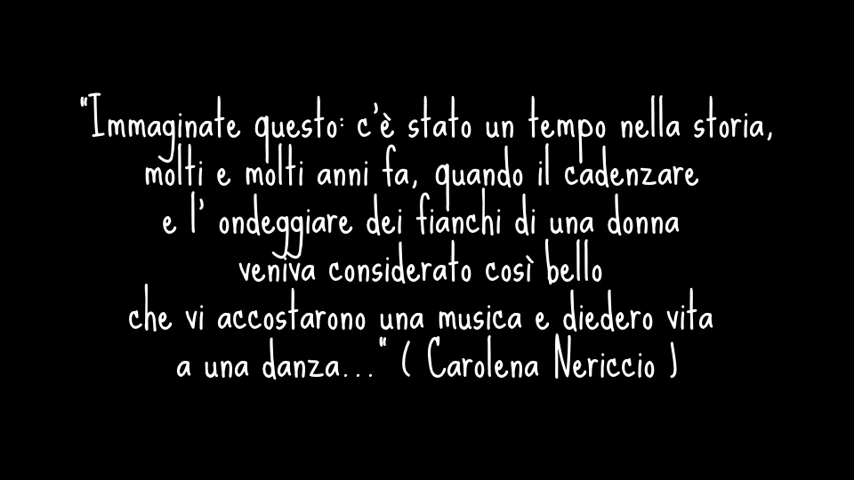 "Immaginate questo: c'è stato un tempo nella storia,
molti e molti anni fa, quando il cadenzare
e l' ondeggiare dei fianchi di una donna
veniva considerato così bello
che vi accostarono una musica e diedero vita
a una danza..." ( Carolena Nericcio )